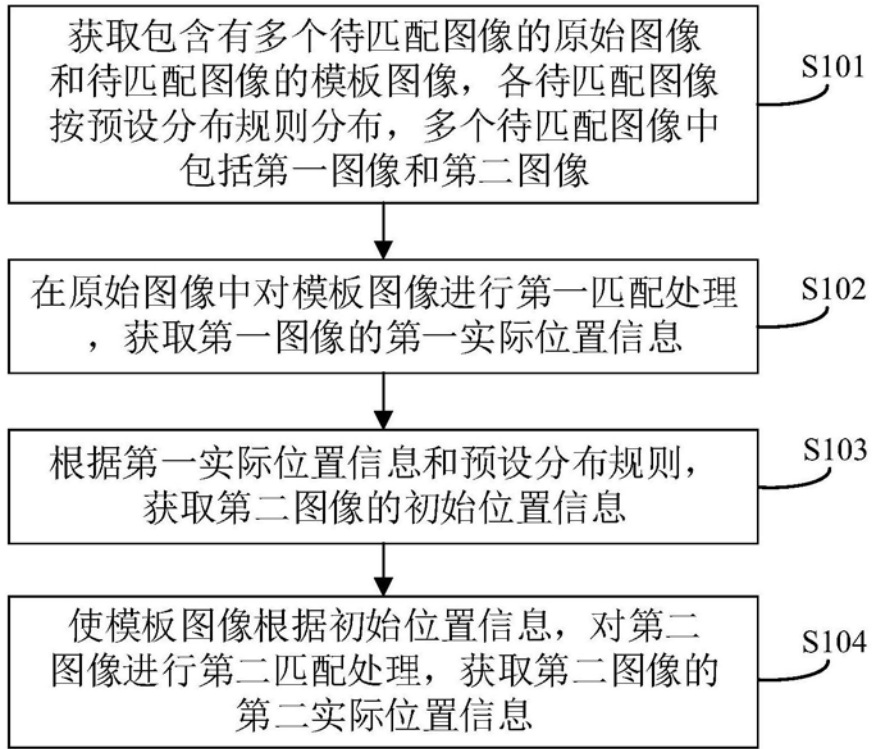 获取包含有多个待匹配图像的原始图像
和待匹配图像的模板图像，各待匹配图像
按预设分布规则分布，多个待匹配图像中
包括第一图像和第二图像
S101
在原始图像中对模板图像进行第一匹配处理
，获取第一图像的第一实际位置信息
S102
根据第一实际位置信息和预设分布规则，
获取第二图像的初始位置信息
S103
使模板图像根据初始位置信息，对第二
图像进行第二匹配处理，获取第二图像的
第二实际位置信息
S104